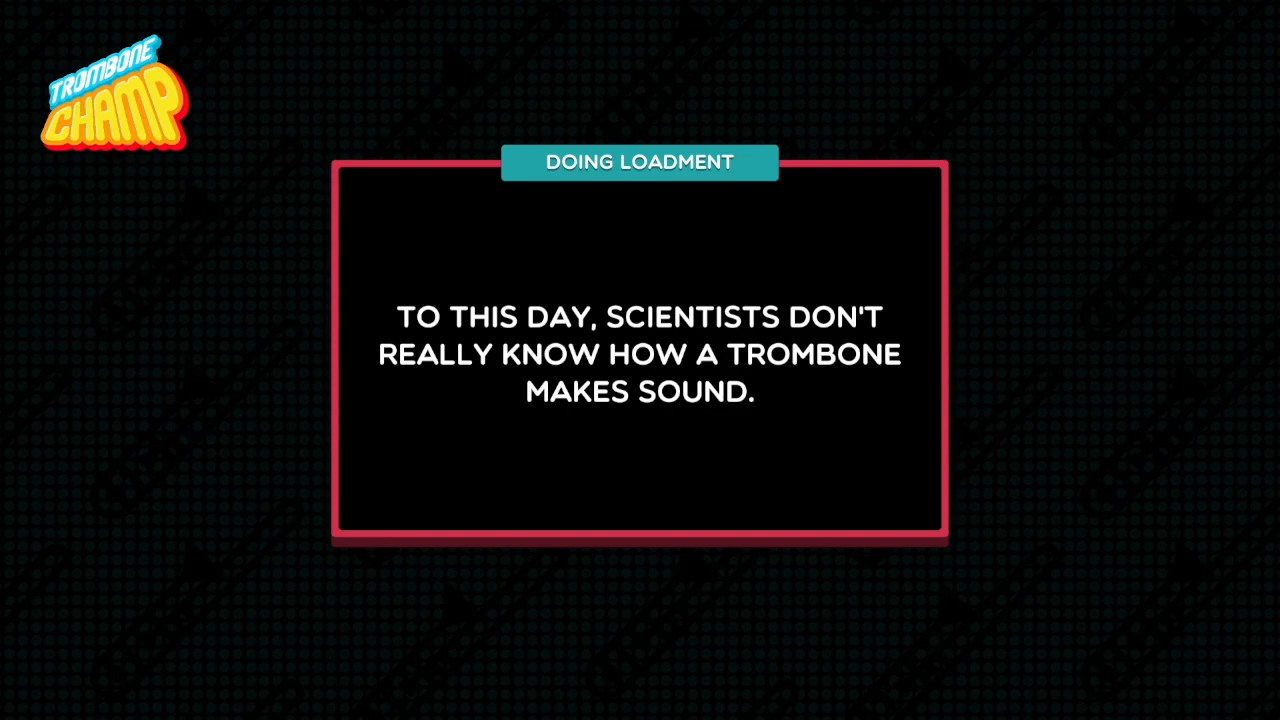 TROMBONE
CHAMP
DOING LOADMENT
TO THIS DAY, SCIENTISTS DON'T
REALLY KNOW HOW A TROMBONE
MAKES SOUND.